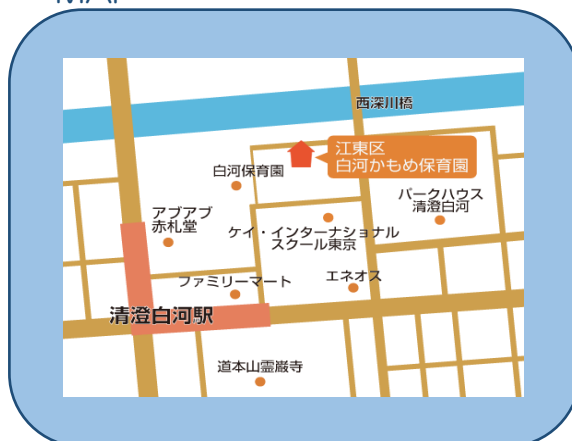 西深川橋
江東区
白河かもめ保育園
白河保育園
パークハウス
清澄白河
アブアブ
赤札堂
ケイ・インターナショナル
スクール東京
ファミリーマート
エネオス
清澄白河駅
道本山霊巌寺